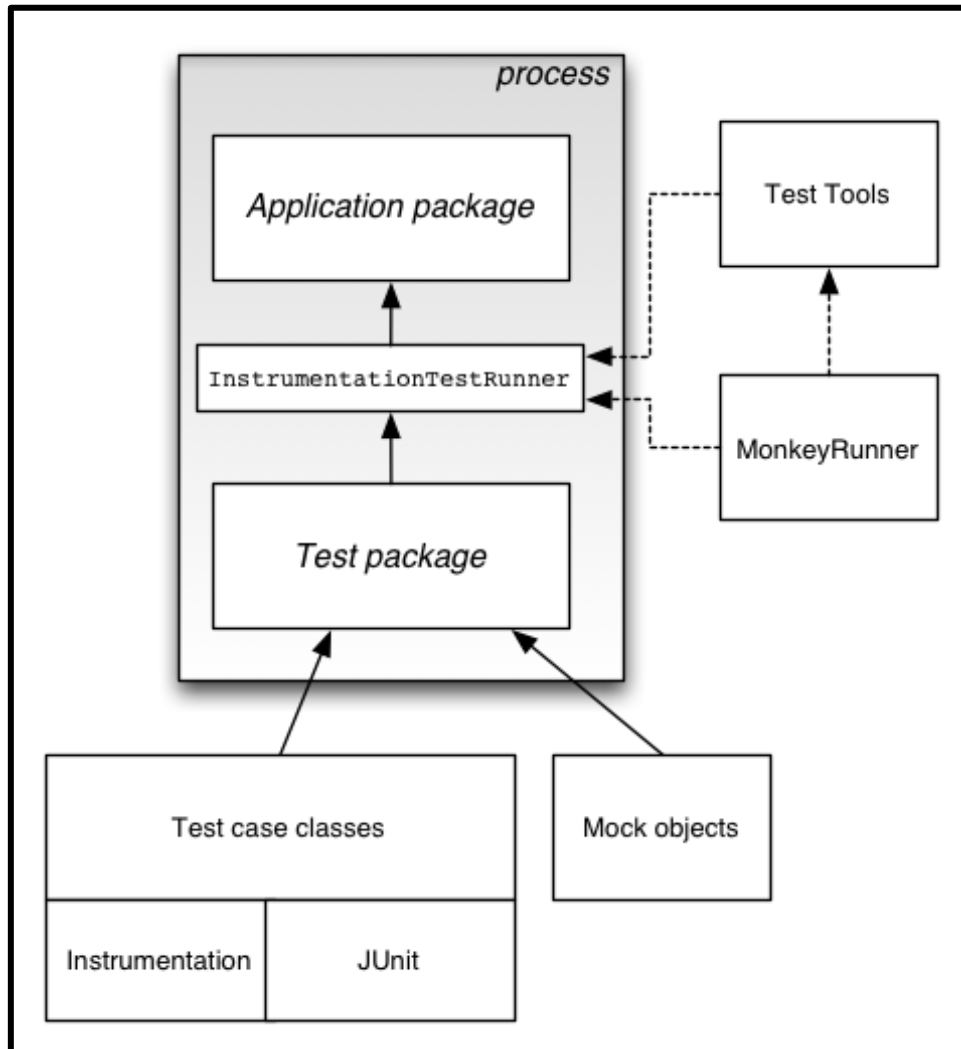 process
Application package
Test Tools
InstrumentationTestRunner
MonkeyRunner
Test package
Test case classes
Mock objects
Instrumentation
JUnit